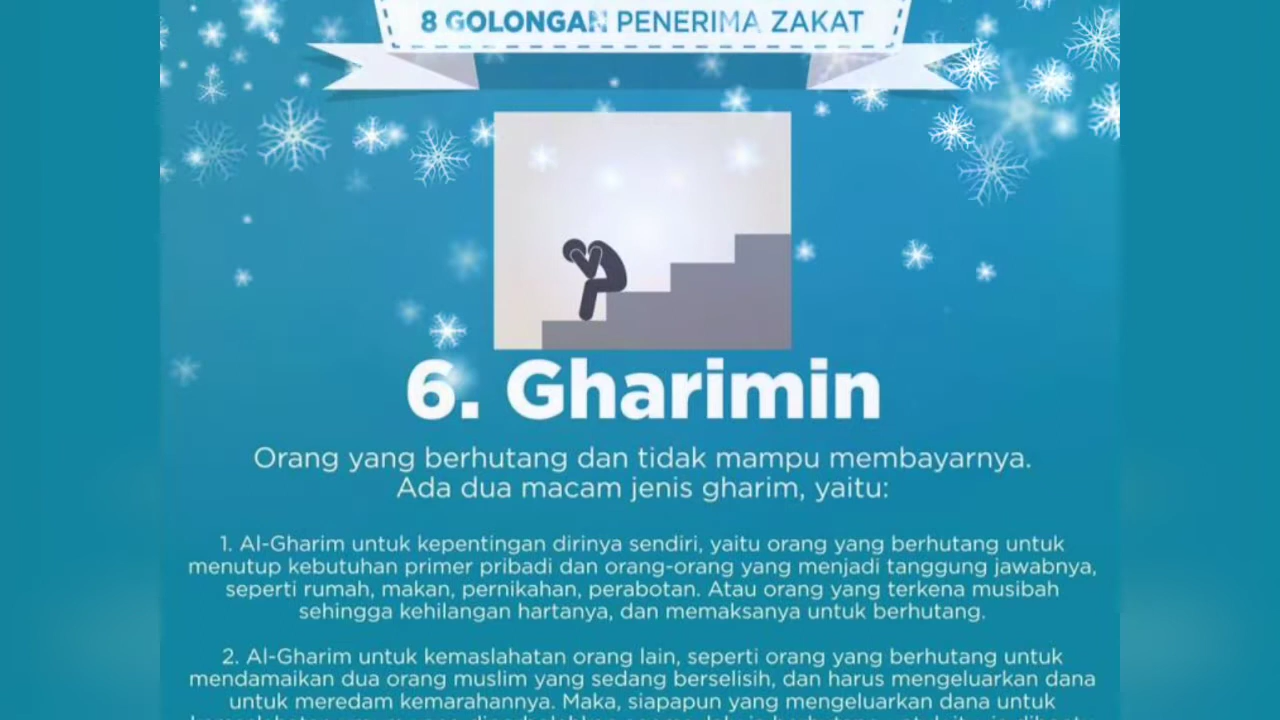 8 GOLONGAN PENERIMA ZAKAT
6. Gharimin
Orang yang berhutang dan tidak mampu membayarnya.
Ada dua macam jenis gharim, yaitu:
1. Al-Gharim untuk kepentingan dirinya sendiri, yaitu orang yang berhutang untuk
menutup kebutuhan primer pribadi dan orang-orang yang menjadi tanggung jawabnya,
seperti rumah, makan, pernikahan, perabotan. Atau orang yang terkena musibah
sehingga kehilangan hartanya, dan memaksanya untuk berhutang.
2. Al-Gharim untuk kemaslahatan orang lain, seperti orang yang berhutang untuk
mendamaikan dua orang muslim yang sedang berselisih, dan harus mengeluarkan dana
untuk meredam kemarahannya. Maka, siapapun yang mengeluarkan dana untuk